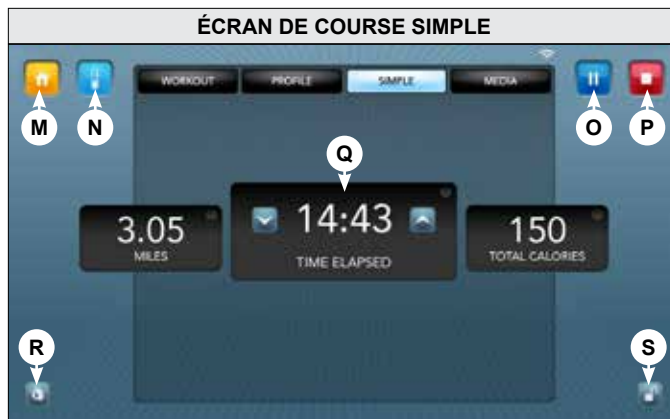 ÉCRAN DE COURSE SIMPLE
WORKOUT PROFILE SIMPLE MEDIA
M N O P
Q
3.05 14:43 150
MILES TIME ELAPSED TOTAL CALORIES
R S